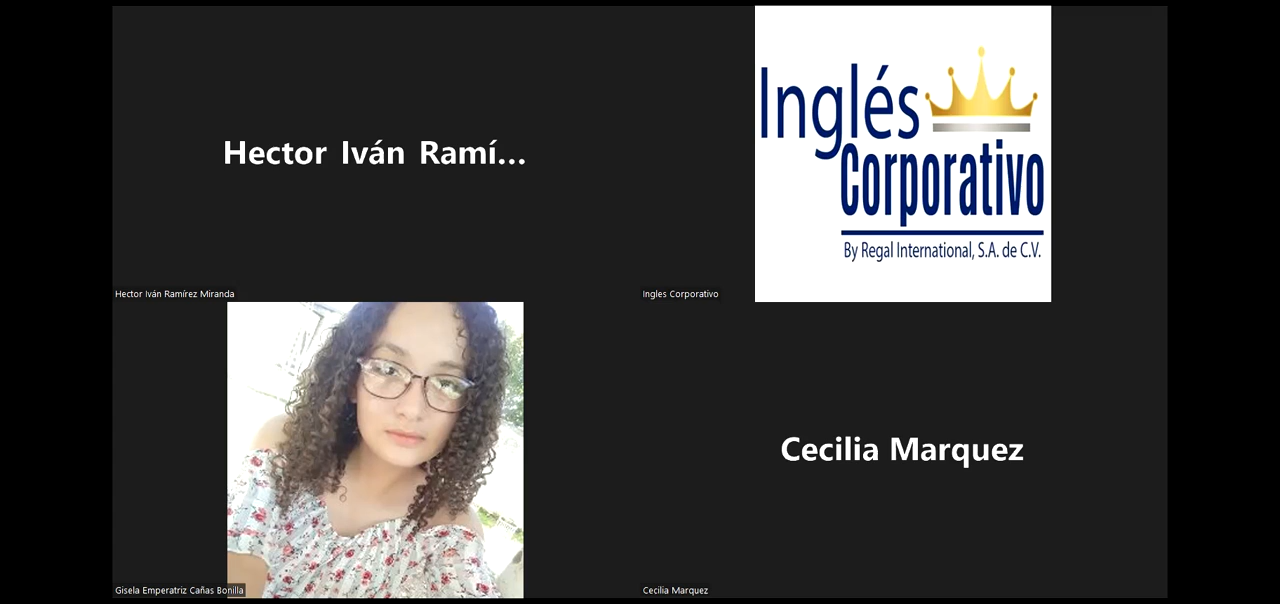 Hector Iván Ramí...
Hector Iván Ramírez Miranda
Inglés
Corporativo
By Regal International, S.A. de C.V.
Ingles Corporativo
Gisela Emperatriz Cañas Bonilla
Cecilia Marquez
Cecilia Marquez